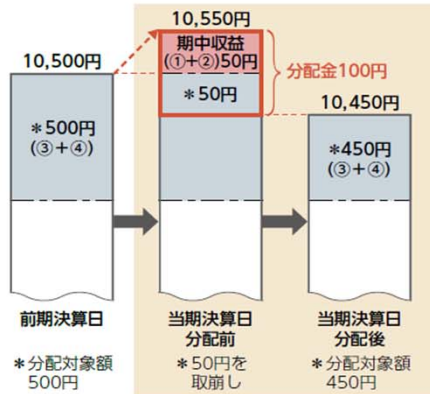 10,550円
10,500円
期中収益
(①+②)50円
分配金100円
＊50円
10,450円
＊500円
(③+④)
＊450円
(③+④)
前期決算日
当期決算日
分配前
当期決算日
分配後
＊分配対象額
500円
＊50円を
取崩し
＊分配対象額
450円